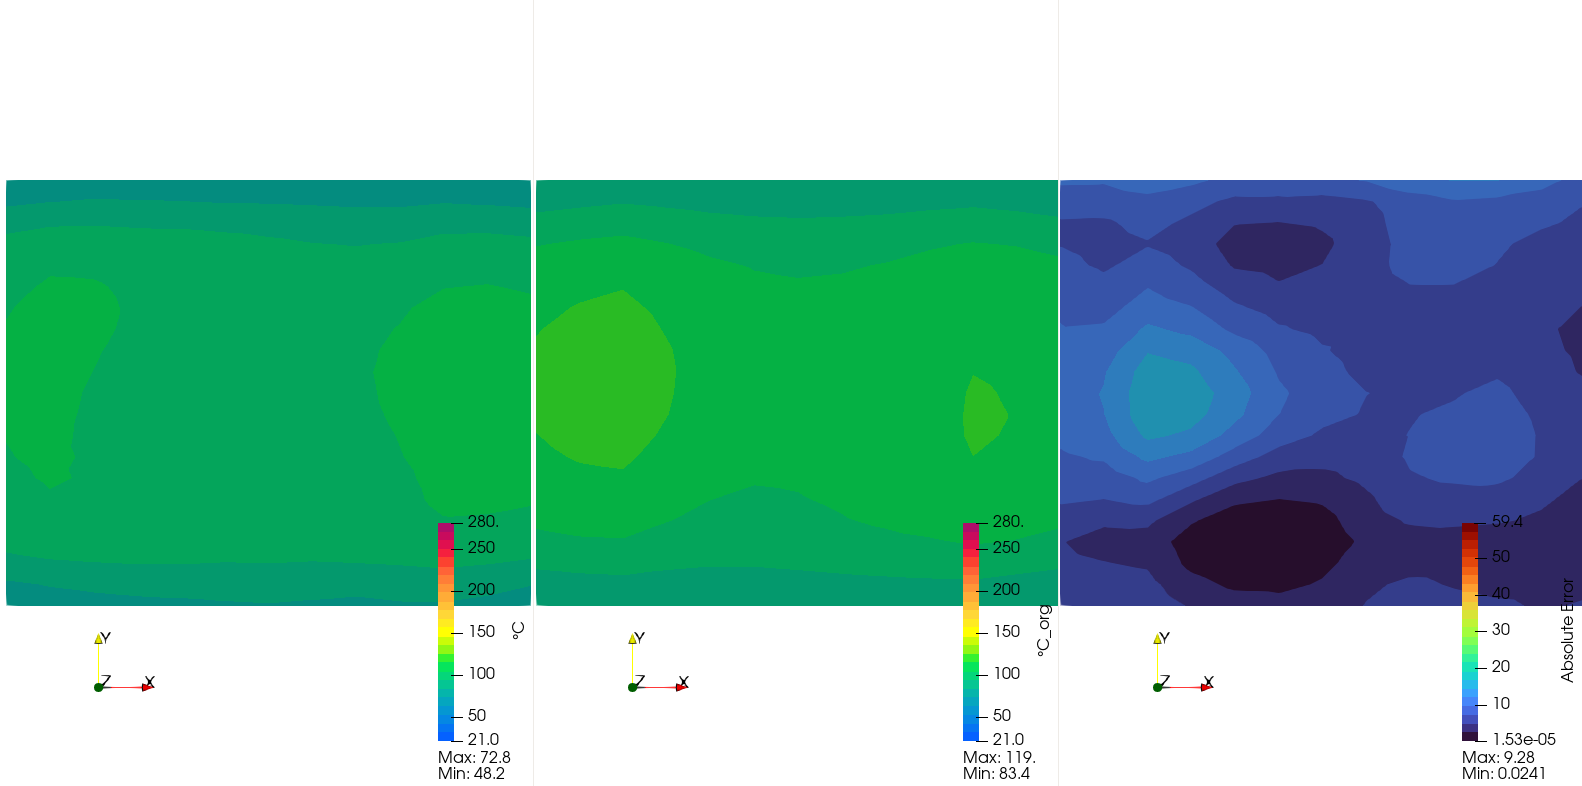 280.
250
200
150
100
50
21.0
°C
Max: 72.8
Min: 48.2
Y
Z
X
280.
250
200
150
100
50
21.0
°C_org
Max: 119.
Min: 83.4
Y
Z
X
59.4
50
40
30
20
10
1.53e-05
Absolute Error
Max: 9.28
Min: 0.0241
Y
Z
X